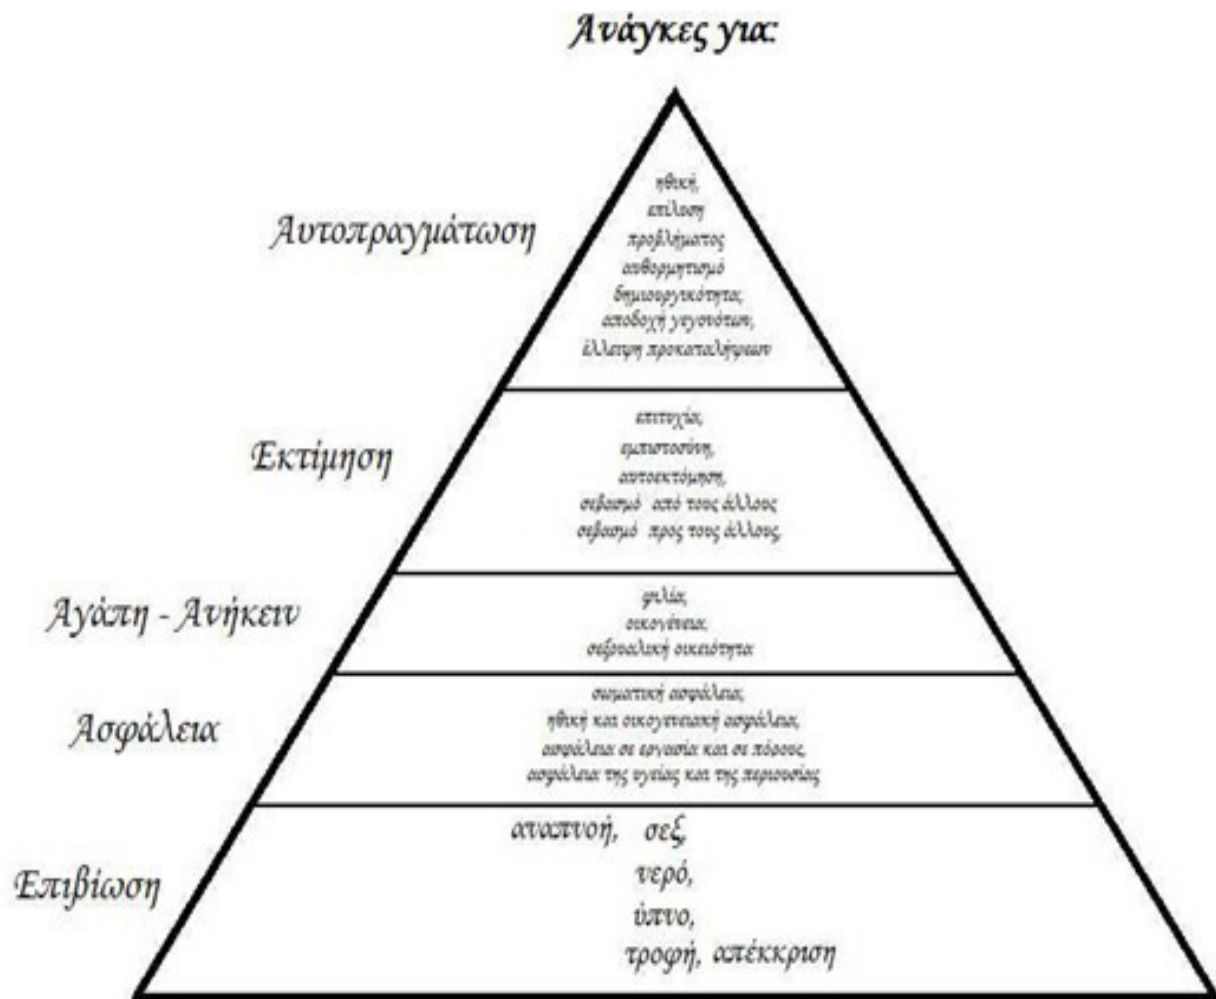 Ανάγκες για:
Αυτοπραγμάτωση
ηθική,
επίλυση
προβλήματος
αυθορμητισμό
δημιουργικότητα,
αποδοχή γεγονότων,
έλλειψη προκαταλήψεων
Εκτίμηση
επιτυχία,
εμπιστοσύνη,
αυτοεκτόμηση,
σεβασμό από τους άλλους
σεβασμό προς τους άλλους,
Αγάπη - Ανήκειν
φιλία,
οικογένεια,
σεξουαλική οικειότητα
Ασφάλεια
σωματική ασφάλεια,
ηθική και οικογενειακή ασφάλεια,
ασφάλεια σε εργασία και σε πόρους,
ασφάλεια της υγείας και της περιουσίας
Επιβίωση
αναπνοή, σεξ,
νερό,
ύπνο,
τροφή, απέκκριση